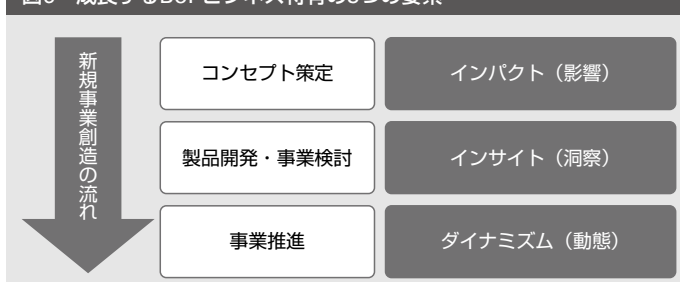 新規事業創造の流れ
コンセプト策定
インパクト（影響）
製品開発・事業検討
インサイト（洞察）
事業推進
ダイナミズム（動態）